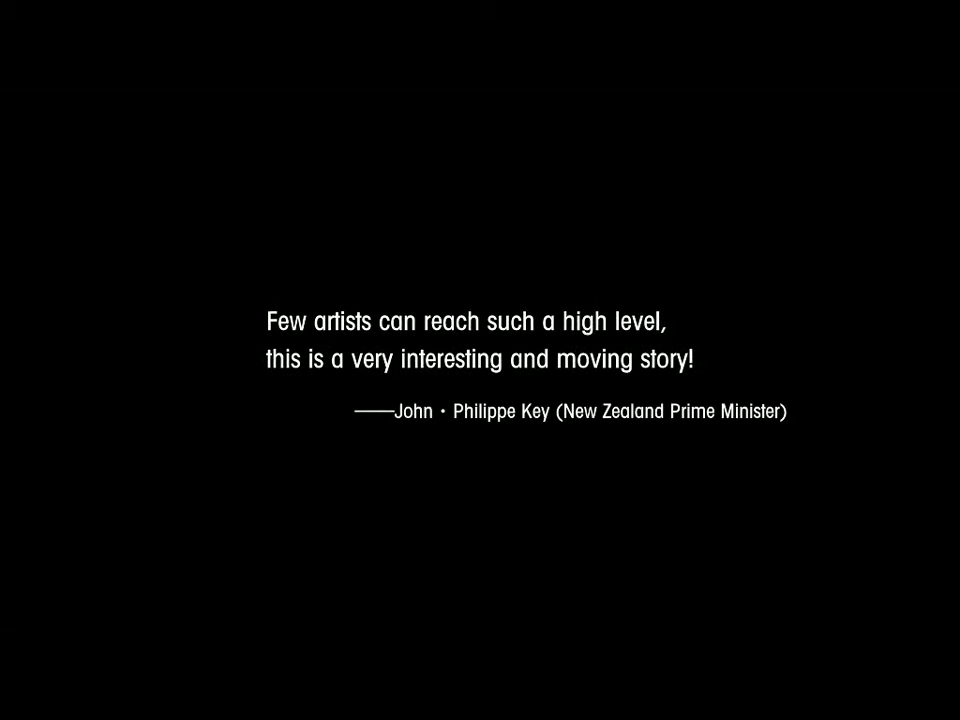 Few artists can reach such a high level,
this is a very interesting and moving story!
——John・Philippe Key (New Zealand Prime Minister)